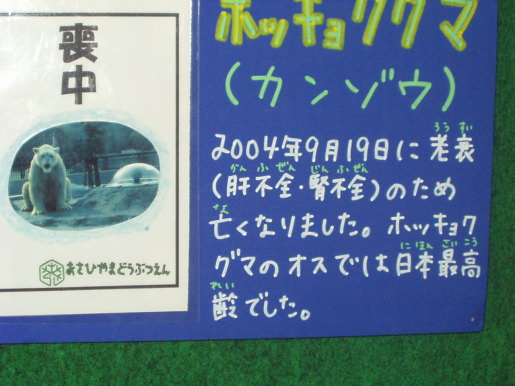 喪中
あさひやまどうぶつえん
ホッキョクグマ
(カンゾウ)
2004年9月19日に老衰
(肝不全・腎不全)のため
亡くなりました。ホッキョク
グマのオスでは日本最高
齢でした。